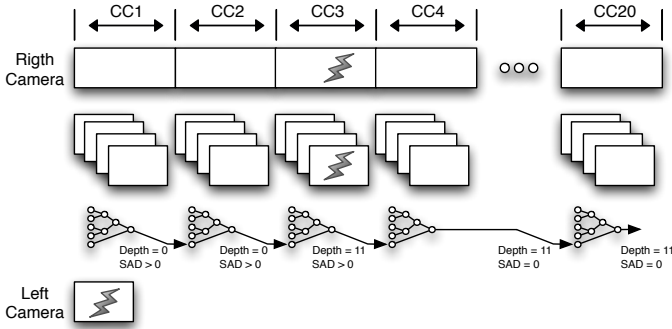 CC1 CC2 CC3 CC4 CC20
Rigth
Camera
Depth = 0
SAD > 0
Depth = 0
SAD > 0
Depth = 11
SAD > 0
Depth = 11
SAD = 0
Depth = 11
SAD = 0
Left
Camera